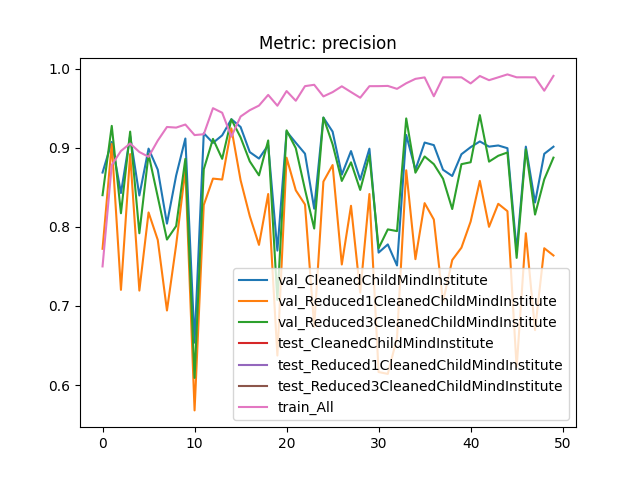 Metric: precision
1.0
0.9
0.8
0.7
0.6
0
10
20
30
40
50
val_CleanedChildMindInstitute
val_Reduced1CleanedChildMindInstitute
val_Reduced3CleanedChildMindInstitute
test_CleanedChildMindInstitute
test_Reduced1CleanedChildMindInstitute
test_Reduced3CleanedChildMindInstitute
train_All